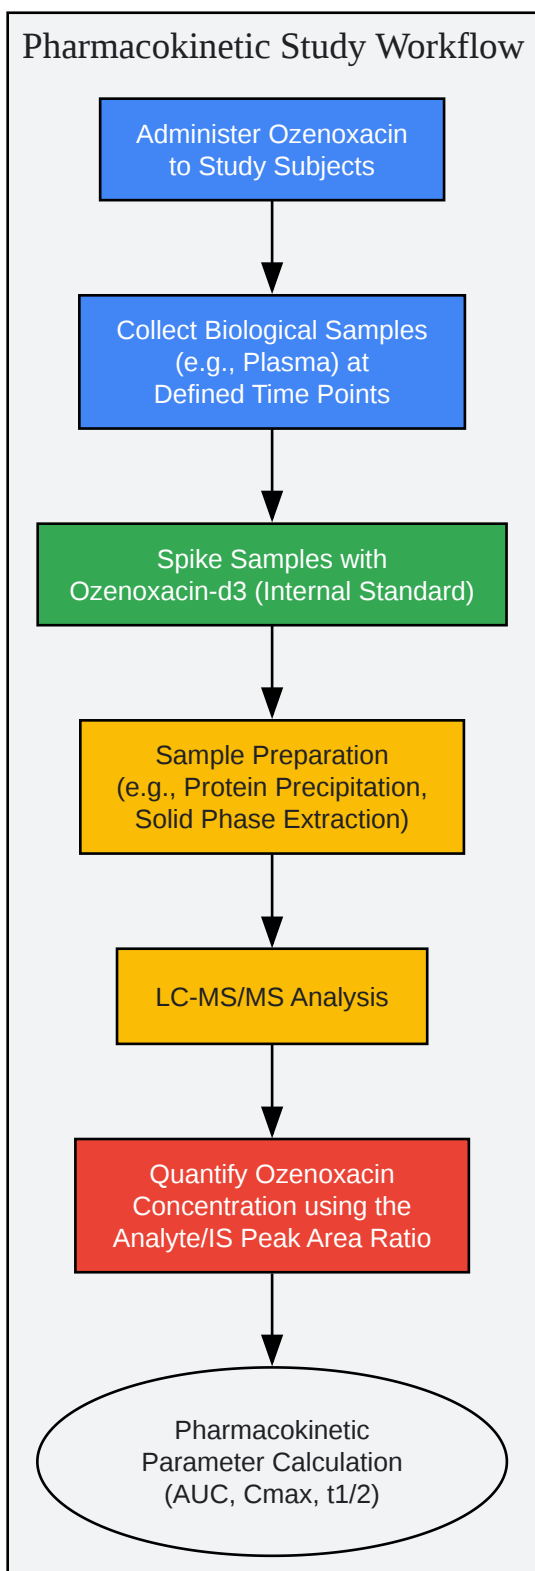 Pharmacokinetic Study Workflow
Administer Ozenoxacin
to Study Subjects
Collect Biological Samples
(e.g., Plasma) at
Defined Time Points
Spike Samples with
Ozenoxacin-d3 (Internal Standard)
Sample Preparation
(e.g., Protein Precipitation,
Solid Phase Extraction)
LC-MS/MS Analysis
Quantify Ozenoxacin
Concentration using the
Analyte/IS Peak Area Ratio
Pharmacokinetic
Parameter Calculation
(AUC, Cmax, t1/2)